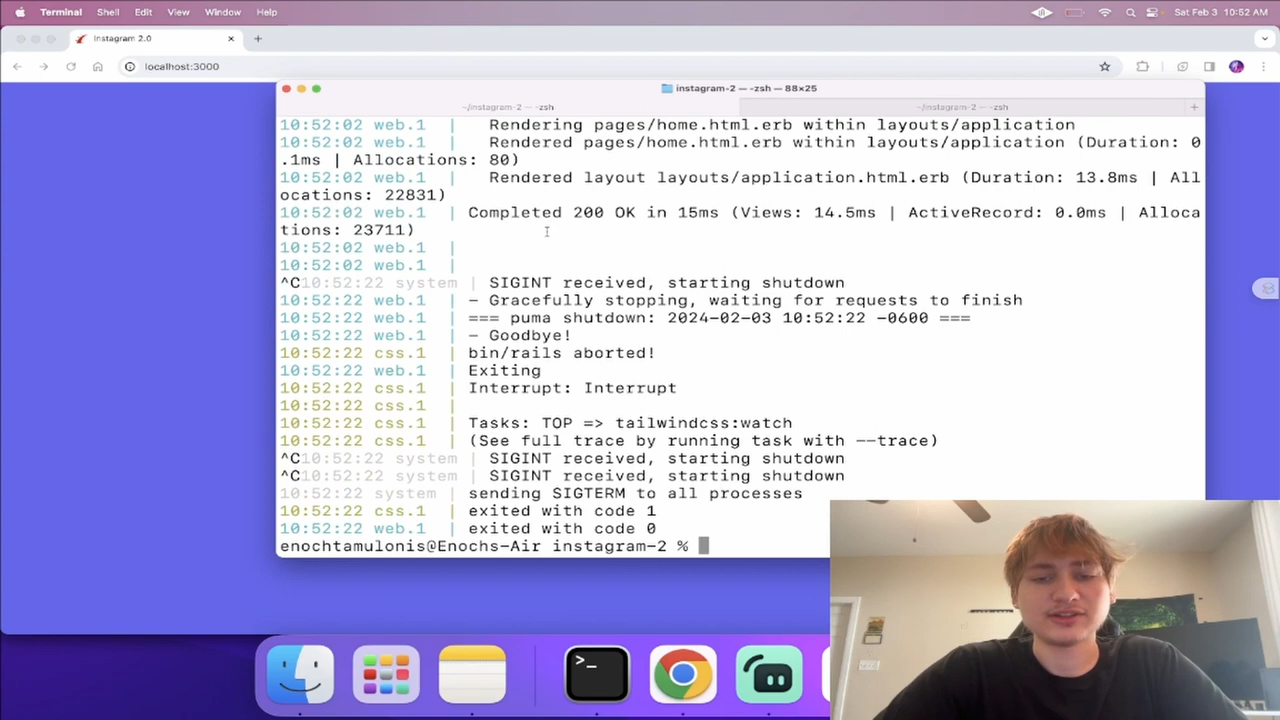 Terminal Shell Edit View Window Help Sat Feb 3 10:52 AM
Instagram 2.0
localhost:3000
instagram-2 — -zsh — 88×25
~/instagram-2 — -zsh ~/instagram-2 — -zsh
10:52:02 web.1 | Rendering pages/home.html.erb within layouts/application
10:52:02 web.1 | Rendered pages/home.html.erb within layouts/application (Duration: 0
.1ms | Allocations: 80)
10:52:02 web.1 | Rendered layout layouts/application.html.erb (Duration: 13.8ms | All
ocations: 22831)
10:52:02 web.1 | Completed 200 OK in 15ms (Views: 14.5ms | ActiveRecord: 0.0ms | Alloca
tions: 23711)
10:52:02 web.1 |
10:52:02 web.1 |
^C10:52:22 system | SIGINT received, starting shutdown
10:52:22 web.1 | - Gracefully stopping, waiting for requests to finish
10:52:22 web.1 | === puma shutdown: 2024-02-03 10:52:22 -0600 ===
10:52:22 web.1 | - Goodbye!
10:52:22 css.1 | bin/rails aborted!
10:52:22 web.1 | Exiting
10:52:22 css.1 | Interrupt: Interrupt
10:52:22 css.1 |
10:52:22 css.1 | Tasks: TOP => tailwindcss:watch
10:52:22 css.1 | (See full trace by running task with --trace)
^C10:52:22 system | SIGINT received, starting shutdown
^C10:52:22 system | SIGINT received, starting shutdown
10:52:22 system | sending SIGTERM to all processes
10:52:22 css.1 | exited with code 1
10:52:22 web.1 | exited with code 0
enochtamulonis@Enochs-Air instagram-2 %